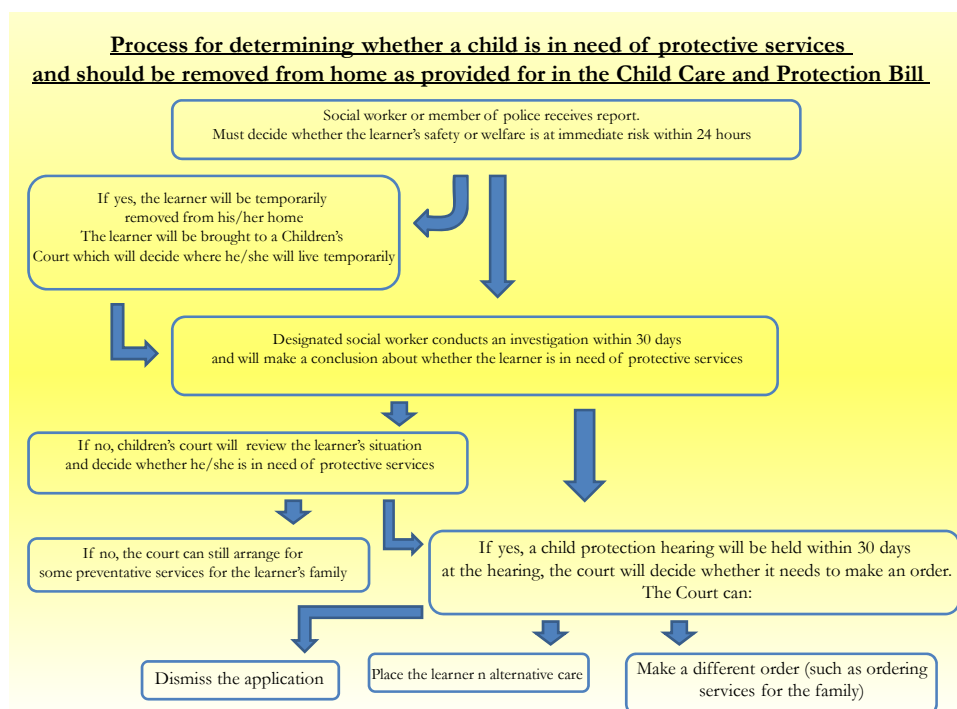 Process for determining whether a child is in need of protective services
and should be removed from home as provided for in the Child Care and Protection Bill
Social worker or member of police receives report.
Must decide whether the learner's safety or welfare is at immediate risk within 24 hours
If yes, the learner will be temporarily
removed from his/her home
The learner will be brought to a Children's
Court which will decide where he/she will live temporarily
Designated social worker conducts an investigation within 30 days
and will make a conclusion about whether the learner is in need of protective services
If no, children's court will review the learner's situation
and decide whether he/she is in need of protective services
If no, the court can still arrange for
some preventative services for the learner's family
If yes, a child protection hearing will be held within 30 days
at the hearing, the court will decide whether it needs to make an order.
The Court can:
Dismiss the application
Place the learner n alternative care
Make a different order (such as ordering
services for the family)